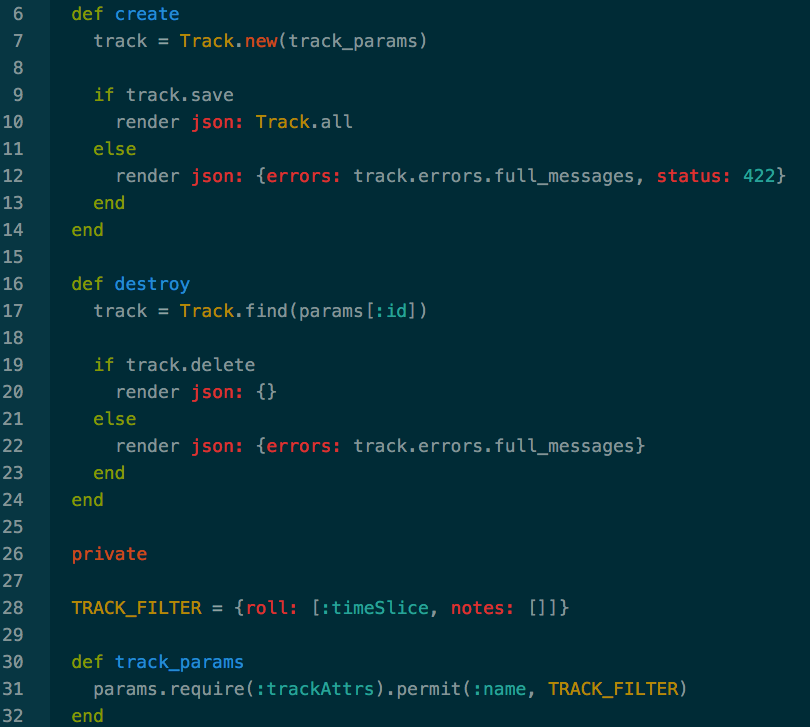 6 def create
7 track = Track.new(track_params)
8
9 if track.save
10 render json: Track.all
11 else
12 render json: {errors: track.errors.full_messages, status: 422}
13 end
14 end
15
16 def destroy
17 track = Track.find(params[:id])
18
19 if track.delete
20 render json: {}
21 else
22 render json: {errors: track.errors.full_messages}
23 end
24 end
25
26 private
27
28 TRACK_FILTER = {roll: [:timeSlice, notes: []]}
29
30 def track_params
31 params.require(:trackAttrs).permit(:name, TRACK_FILTER)
32 end